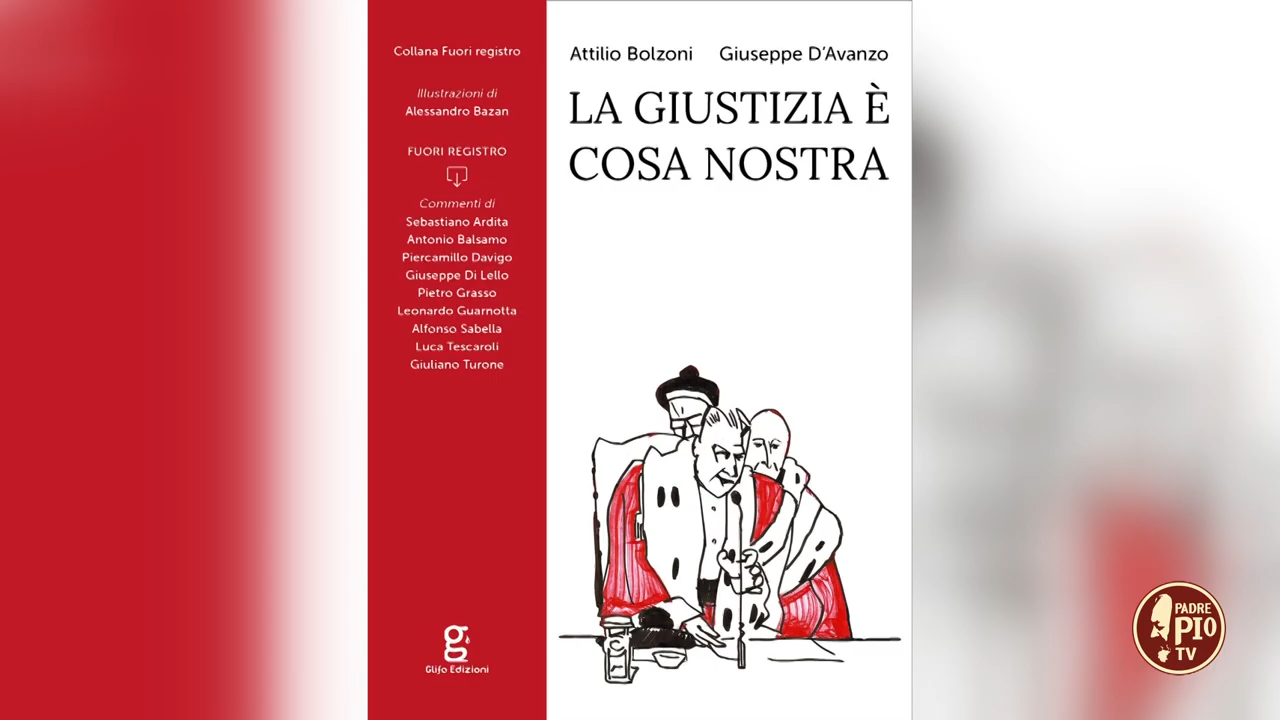 Collana Fuori registro
Illustrazioni di
Alessandro Bazan
FUORI REGISTRO
Commenti di
Sebastiano Ardita
Antonio Balsamo
Piercamillo Davigo
Giuseppe Di Lello
Pietro Grasso
Leonardo Guarnotta
Alfonso Sabella
Luca Tescaroli
Giuliano Turone
Glifo Edizioni
Attilio Bolzoni Giuseppe D'Avanzo
LA GIUSTIZIA È
COSA NOSTRA
PADRE
PIO
TV